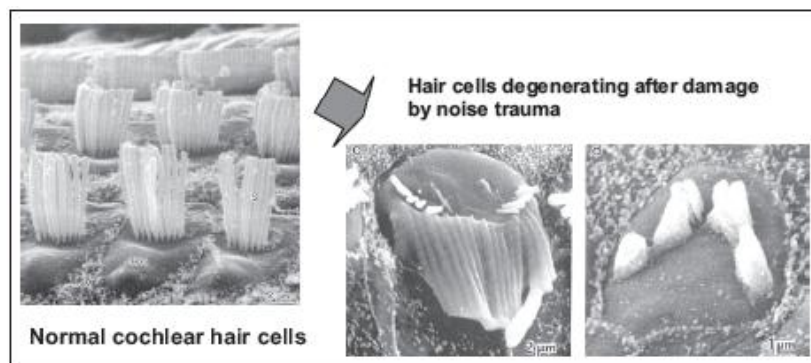 Hair cells degenerating after damage
by noise trauma
c
d
2μm
1μm
Normal cochlear hair cells